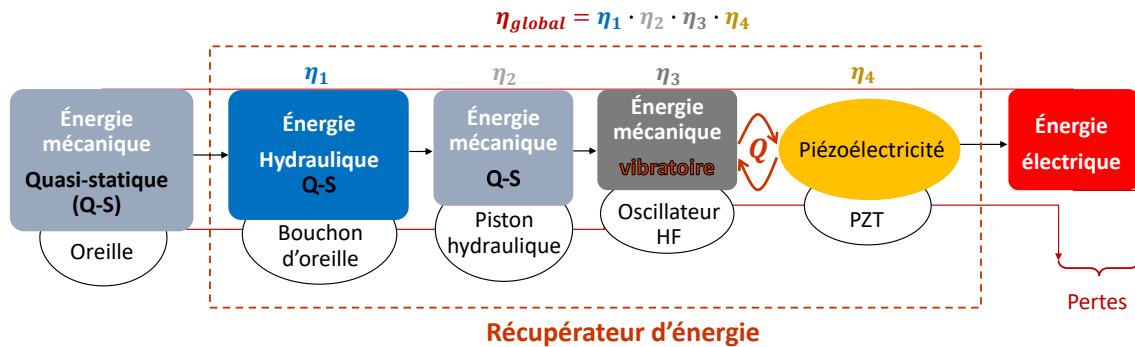 η_global = η₁ · η₂ · η₃ · η₄
η₁
η₂
η₃
η₄
Énergie
mécanique
Quasi-statique
(Q-S)
Oreille
Énergie
Hydraulique
Q-S
Bouchon
d'oreille
Énergie
mécanique
Q-S
Piston
hydraulique
Énergie
mécanique
vibratoire
Oscillateur
HF
Q
Piézoélectricité
PZT
Énergie
électrique
Pertes
Récupérateur d'énergie